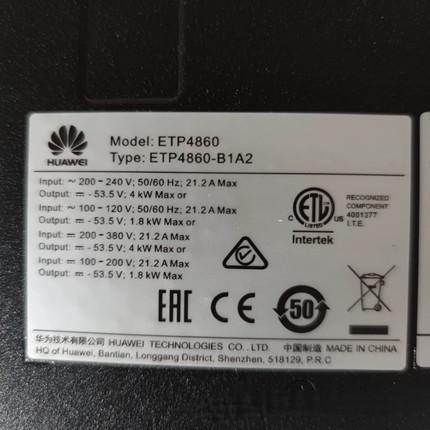 HUAWEI
Model: ETP4860
Type: ETP4860-B1A2
Input: ~ 200-240 V; 50/60 Hz; 21.2 A Max
Output: ⎓ - 53.5 V; 4 kW Max or
Input: ~ 100-120 V; 50/60 Hz; 21.2 A Max
Output: ⎓ - 53.5 V; 1.8 kW Max or
Input: ⎓ 200 - 380 V; 21.2 A Max
Output: ⎓ - 53.5 V; 4 kW Max or
Input: ⎓ 100 - 200 V; 21.2 A Max
Output: ⎓ - 53.5 V; 1.8 kW Max
C ETL US
LISTED
Intertek
RECOGNIZED
COMPONENT
4001377
I.T.E.
EAC CE 50
华为技术有限公司 HUAWEI TECHNOLOGIES CO., LTD. 中国制造 MADE IN CHINA
HQ of Huawei, Bantian, Longgang District, Shenzhen, 518129, P.R.C